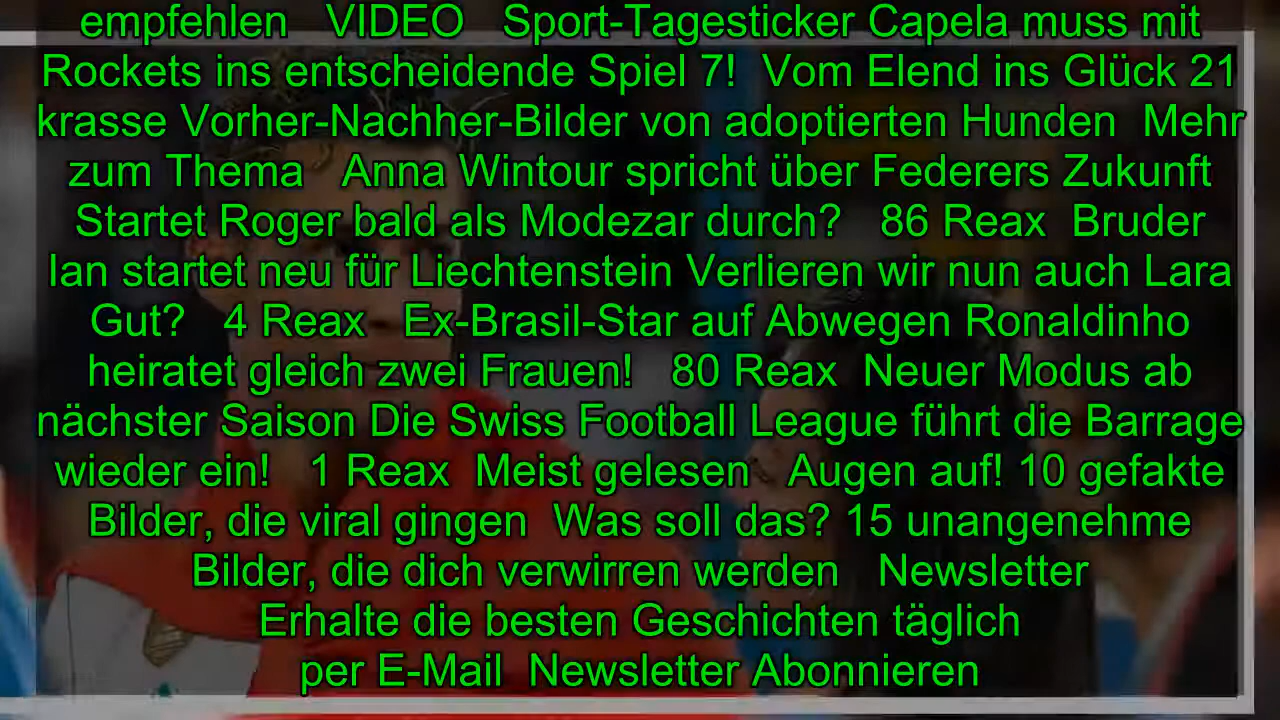 empfehlen VIDEO Sport-Tagesticker Capela muss mit
Rockets ins entscheidende Spiel 7! Vom Elend ins Glück 21
krasse Vorher-Nachher-Bilder von adoptierten Hunden Mehr
zum Thema Anna Wintour spricht über Federers Zukunft
Startet Roger bald als Modezar durch? 86 Reax Bruder
Ian startet neu für Liechtenstein Verlieren wir nun auch Lara
Gut? 4 Reax Ex-Brasil-Star auf Abwegen Ronaldinho
heiratet gleich zwei Frauen! 80 Reax Neuer Modus ab
nächster Saison Die Swiss Football League führt die Barrage
wieder ein! 1 Reax Meist gelesen Augen auf! 10 gefakte
Bilder, die viral gingen Was soll das? 15 unangenehme
Bilder, die dich verwirren werden Newsletter
Erhalte die besten Geschichten täglich
per E-Mail Newsletter Abonnieren